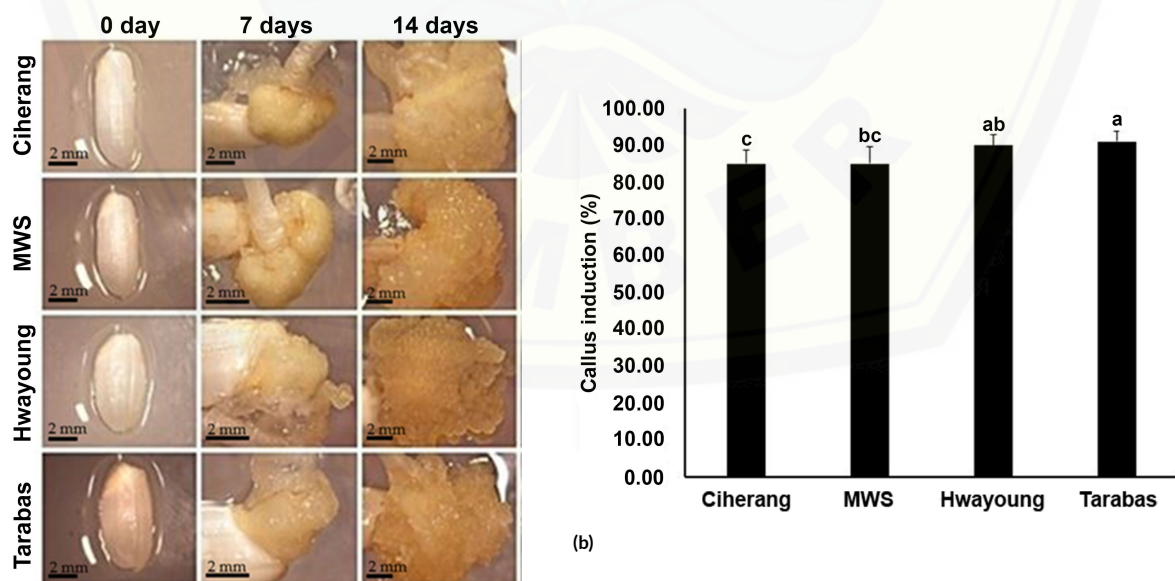 0 day 7 days 14 days
Ciherang
2 mm 2 mm 2 mm
MWS
2 mm 2 mm 2 mm
Hwayoung
2 mm 2 mm 2 mm
Tarabas
2 mm 2 mm 2 mm
Callus induction (%)
100.00
90.00
80.00
70.00
60.00
50.00
40.00
30.00
20.00
10.00
0.00
c bc ab a
Ciherang MWS Hwayoung Tarabas
(b)
MBER